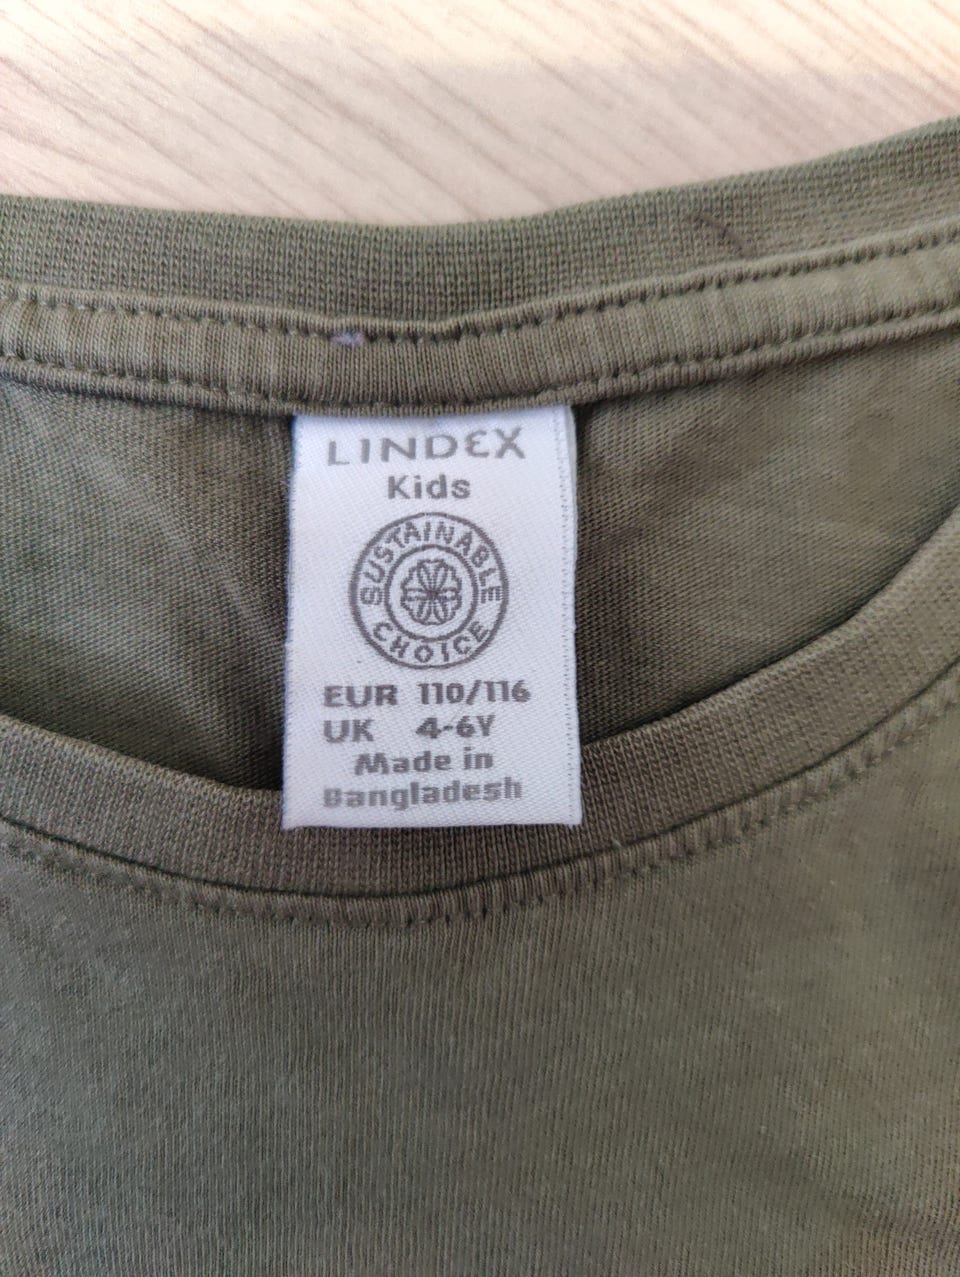 LINDEX
Kids
SUSTAINABLE
CHOICE
EUR 110/116
UK 4-6Y
Made in
Bangladesh